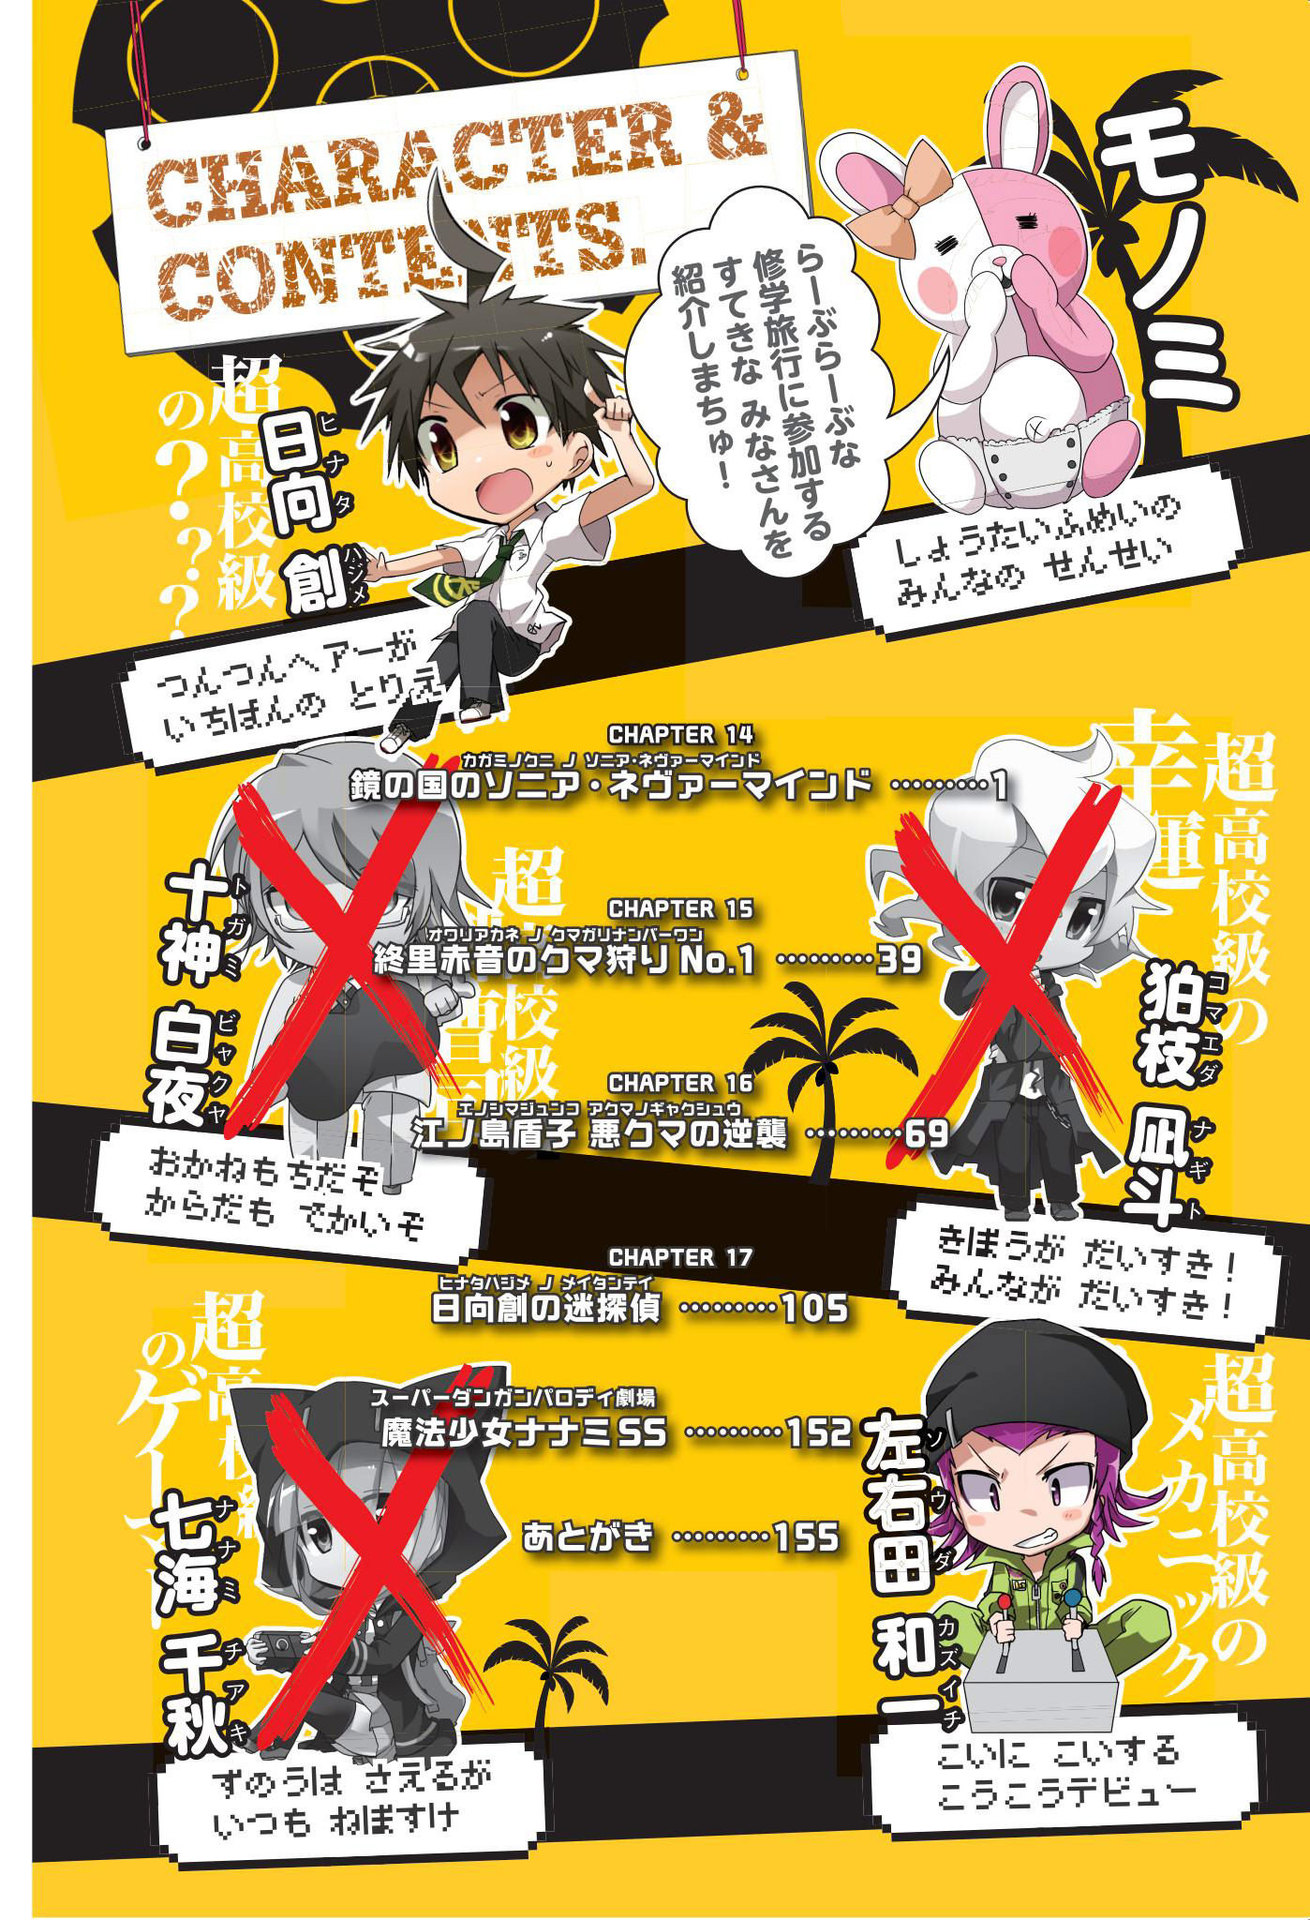 CHARACTER &
CONTENTS.
モノミ
らーぶらーぶな
修学旅行に参加する
すてきな みなさんを
紹介しまちゅ！
しょうたいふめいの
みんなの せんせい
超高校級
の？？？
日向 創
ヒナタ ハジメ
つんつんヘアーが
いちばんの とりえ
CHAPTER 14
カガミノクニ ノ ソニア・ネヴァーマインド
鏡の国のソニア・ネヴァーマインド ………1
超高校級の
幸運
狛枝 凪斗
コマエダ ナギト
きぼうが だいすき！
みんなが だいすき！
超高校級
十神 白夜
トガミ ビャクヤ
おかねもちだぞ
からだも でかいぞ
CHAPTER 15
オワリアカネ ノ クマガリナンバーワン
終里赤音のクマ狩り No.1 ………39
CHAPTER 16
エノシマジュンコ アクマノギャクシュウ
江ノ島盾子 悪クマの逆襲 ………69
CHAPTER 17
ヒナタハジメ ノ メイタンテイ
日向創の迷探偵 ………105
スーパーダンガンパロディ劇場
魔法少女ナナミSS ………152
あとがき ………155
超高校級
のゲーマー
七海 千秋
ナナミ チアキ
ずのうは さえるが
いつも ねぼすけ
超高校級の
メカニック
左右田 和一
ソウダ カズイチ
こいに こいする
こうこうデビュー